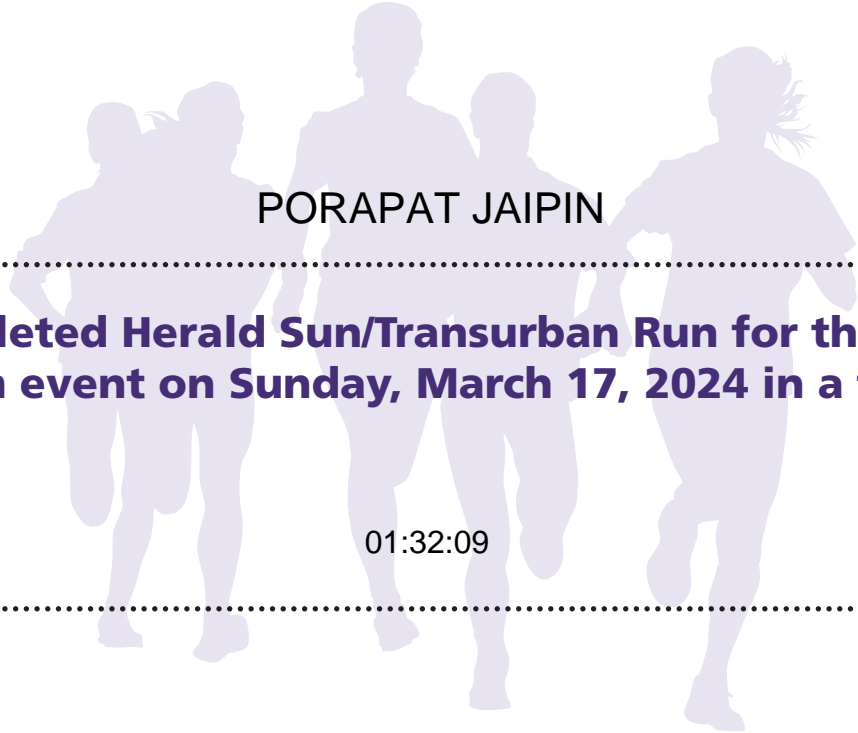 PORAPAT JAIPIN
leted Herald Sun/Transurban Run for th
event on Sunday, March 17, 2024 in a
01:32:09